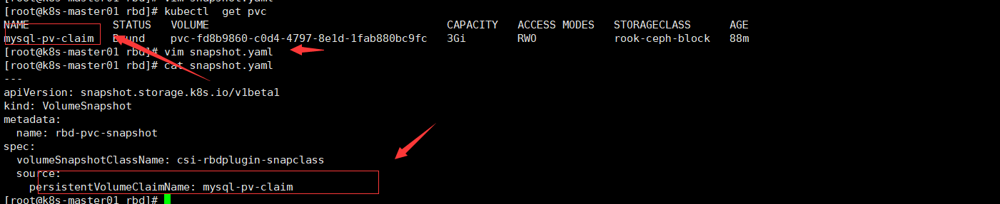 [root@k8s-master01 rbd]# vim snapshot.yaml
[root@k8s-master01 rbd]# kubectl  get pvc
NAME             STATUS   VOLUME                                     CAPACITY   ACCESS MODES   STORAGECLASS      AGE
mysql-pv-claim   Bound    pvc-fd8b9860-c0d4-4797-8e1d-1fab880bc9fc   3Gi        RWO            rook-ceph-block   88m
[root@k8s-master01 rbd]# vim snapshot.yaml
[root@k8s-master01 rbd]# cat snapshot.yaml
---
apiVersion: snapshot.storage.k8s.io/v1beta1
kind: VolumeSnapshot
metadata:
  name: rbd-pvc-snapshot
spec:
  volumeSnapshotClassName: csi-rbdplugin-snapclass
  source:
    persistentVolumeClaimName: mysql-pv-claim
[root@k8s-master01 rbd]#